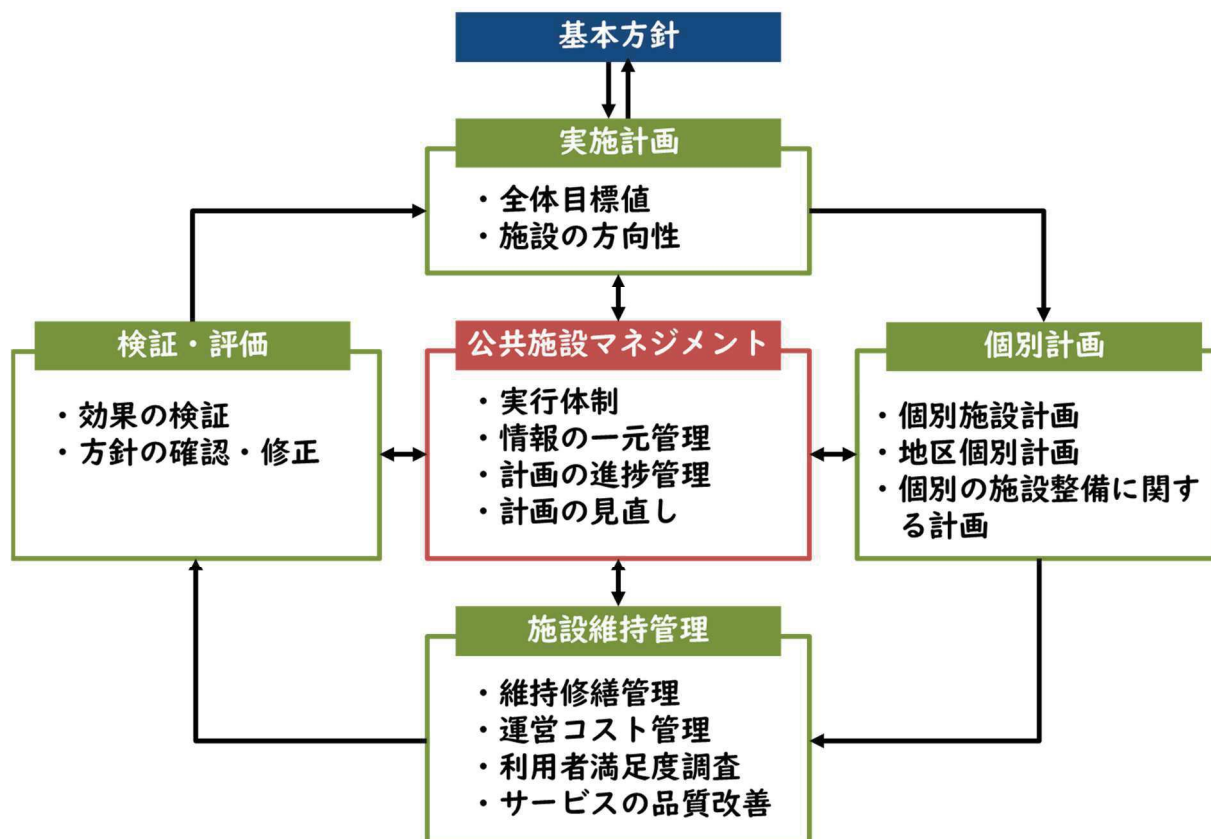 基本方針
実施計画
・全体目標値
・施設の方向性
検証・評価
・効果の検証
・方針の確認・修正
公共施設マネジメント
・実行体制
・情報の一元管理
・計画の進捗管理
・計画の見直し
個別計画
・個別施設計画
・地区個別計画
・個別の施設整備に関す
る計画
施設維持管理
・維持修繕管理
・運営コスト管理
・利用者満足度調査
・サービスの品質改善